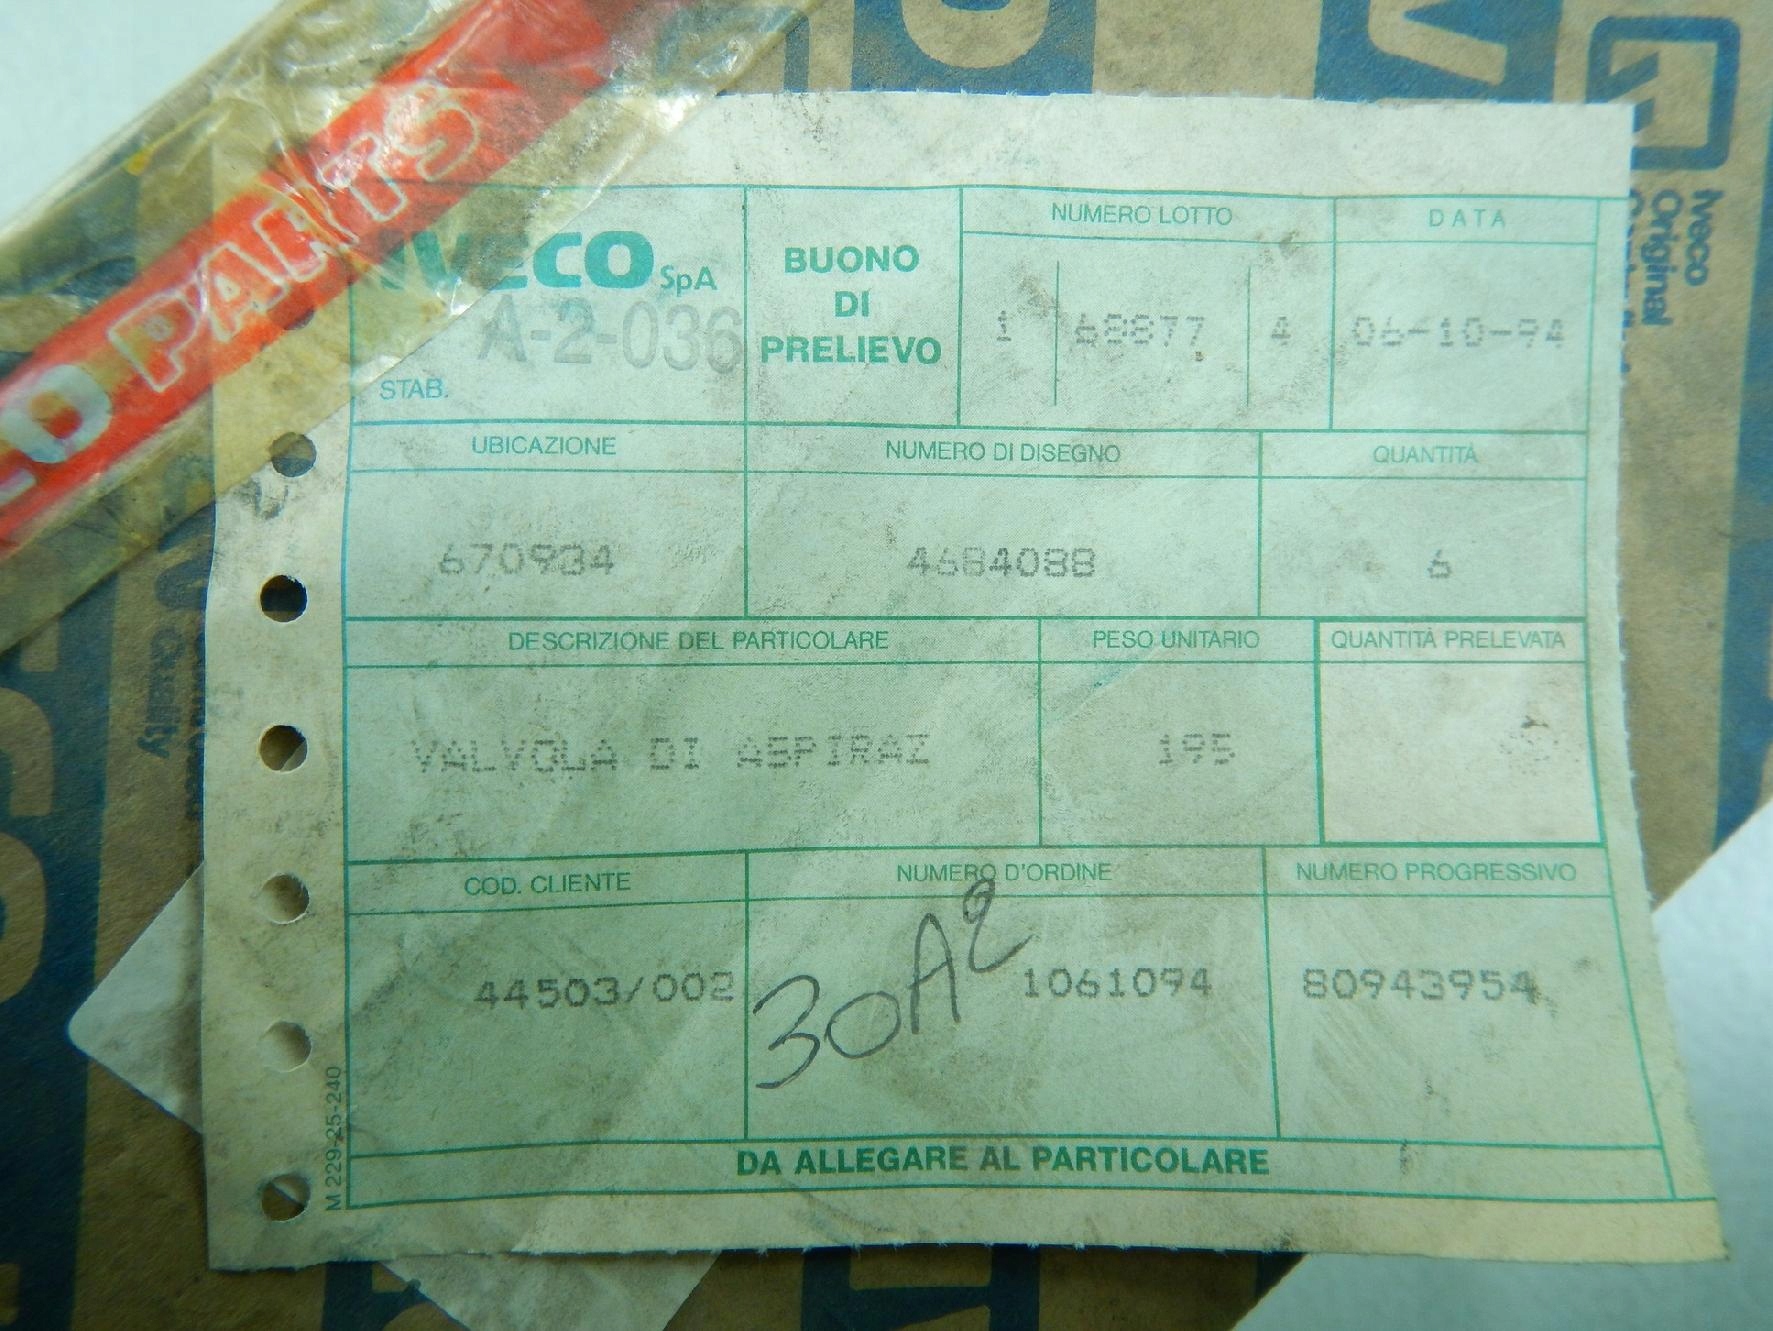 PARTS
IVECO SpA
A-2-036
STAB.
BUONO
DI
PRELIEVO
NUMERO LOTTO
1 68877 4
DATA
06-10-94
UBICAZIONE
670934
NUMERO DI DISEGNO
4684088
QUANTITÀ
6
DESCRIZIONE DEL PARTICOLARE
VALVOLA DI ASPIRAZ
PESO UNITARIO
195
QUANTITÀ PRELEVATA
COD. CLIENTE
44503/002
NUMERO D'ORDINE
30A2
1061094
NUMERO PROGRESSIVO
80943954
DA ALLEGARE AL PARTICOLARE
M 229-25-240
Iveco
Original
Quality